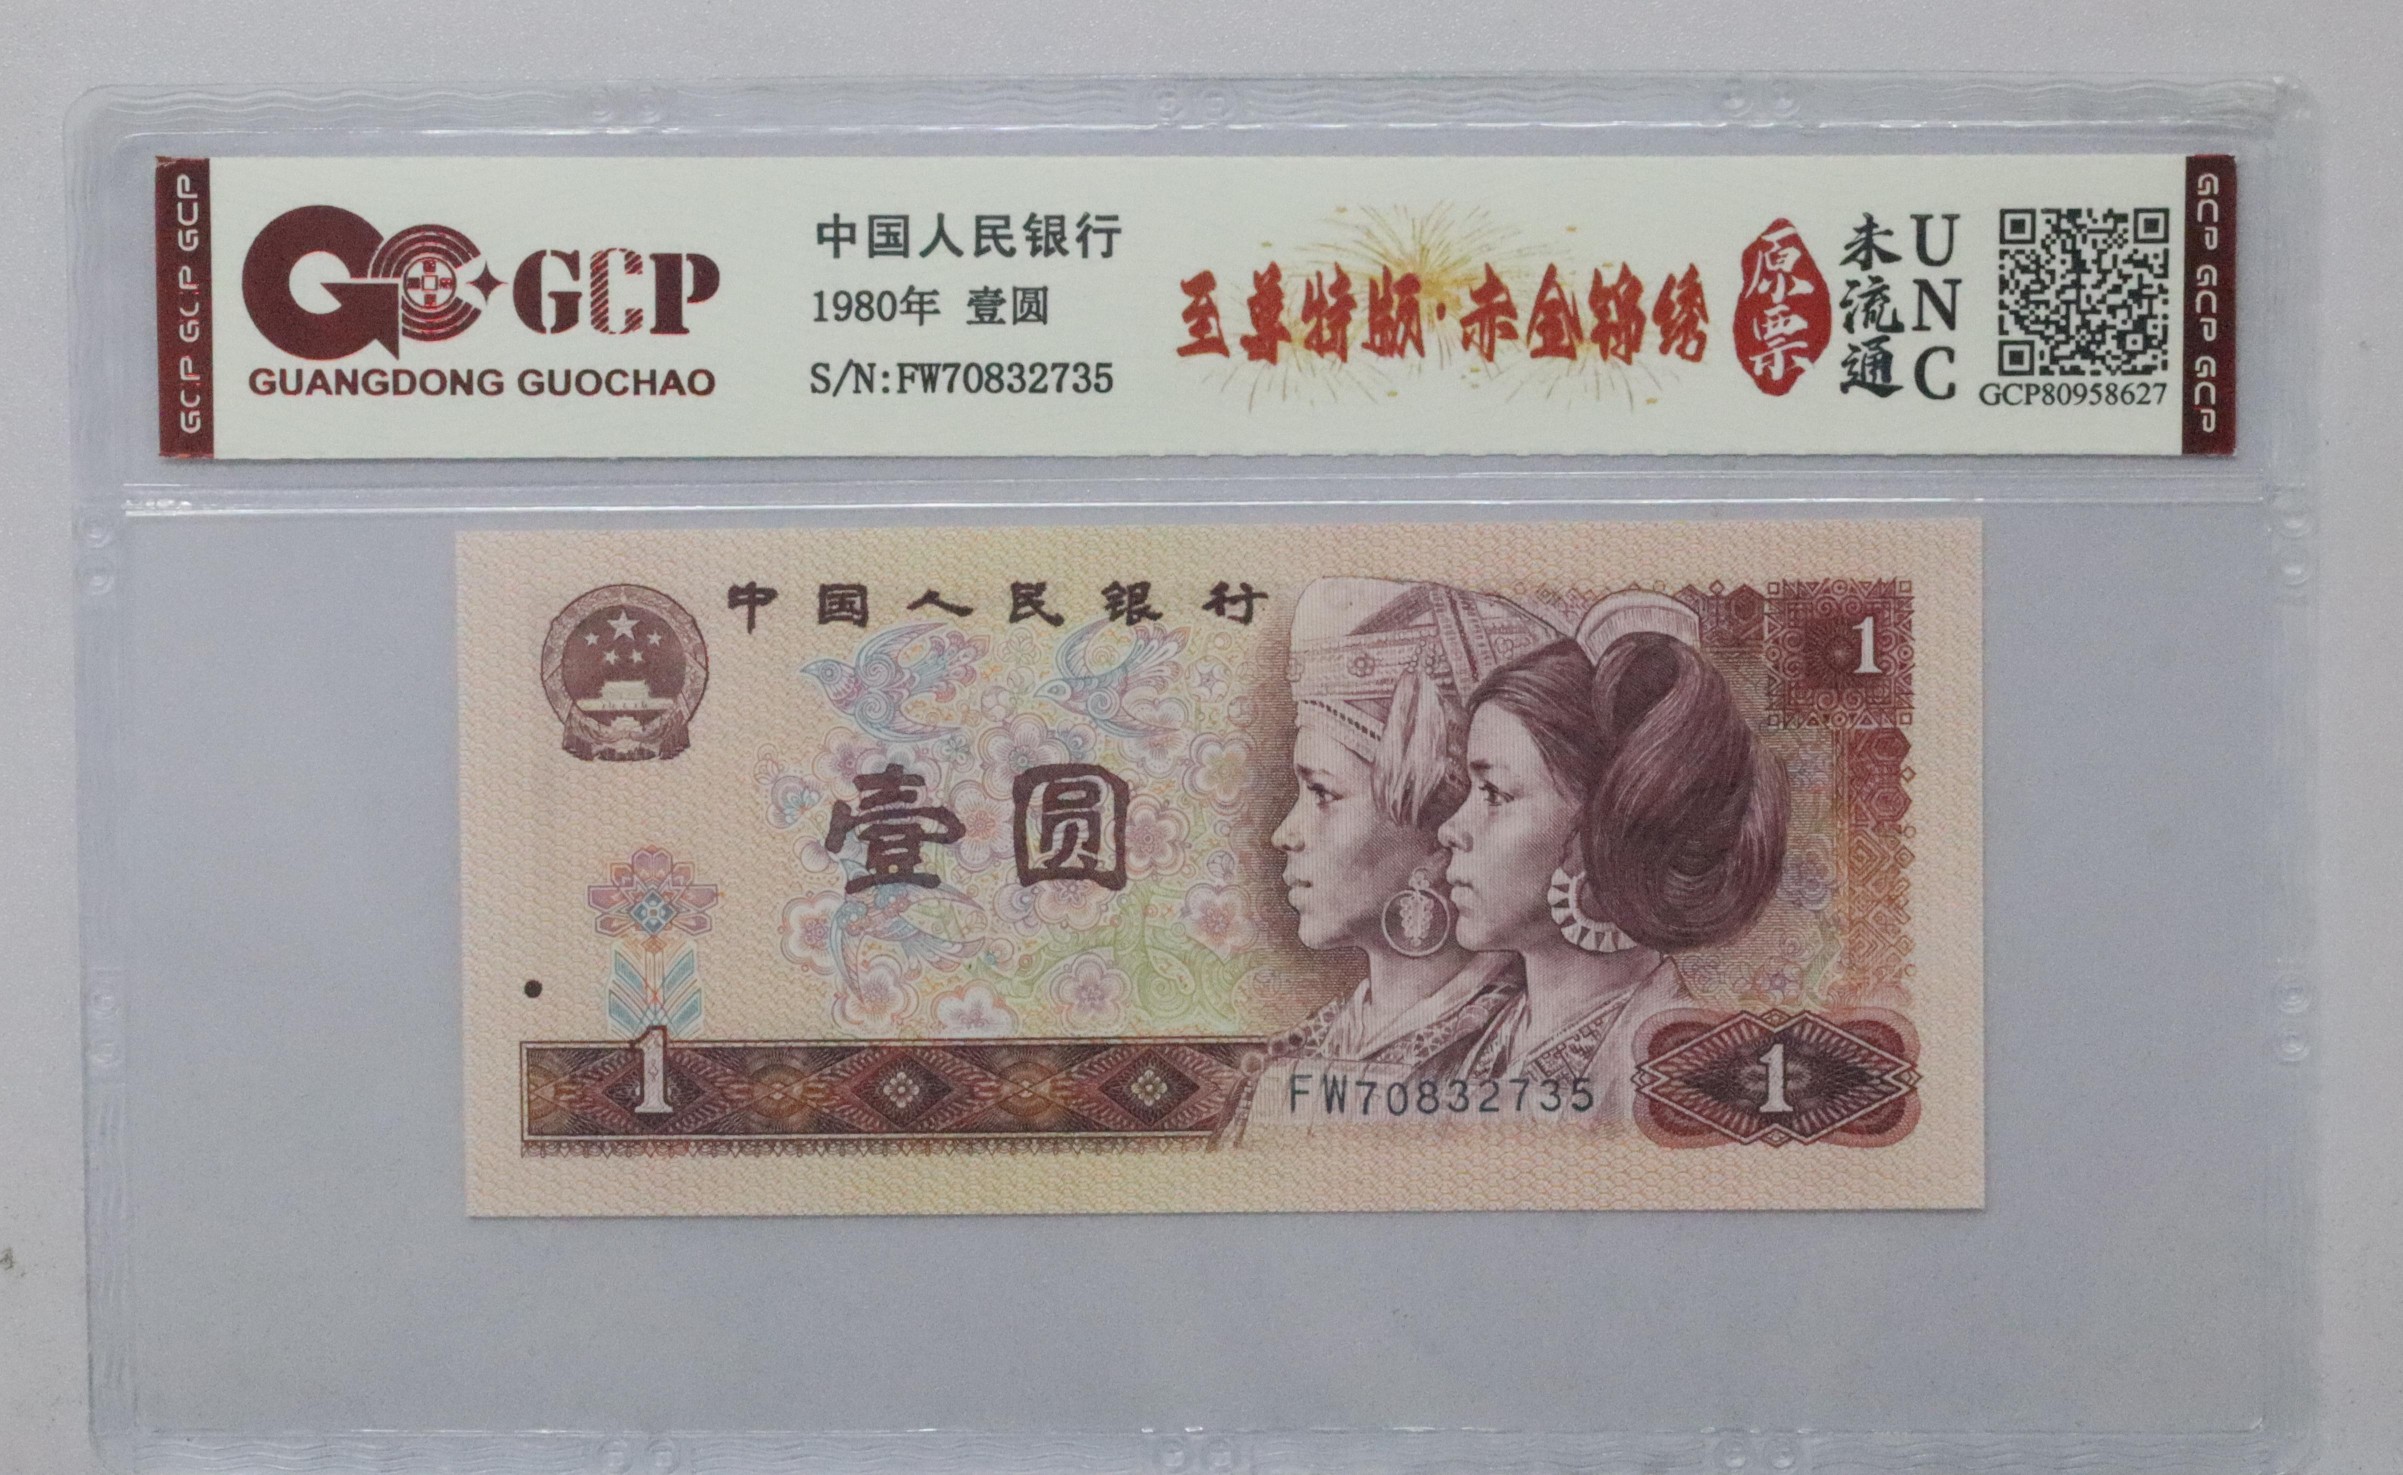 GCP GCP GCP
GCP
GUANGDONG GUOCHAO
中国人民银行
1980年 壹圆
S/N:FW70832735
至尊特版·赤金锦绣
原票
未流通
UNC
GCP80958627
GCP GCP GCP
中国人民银行
1
壹圆
1
FW70832735
1